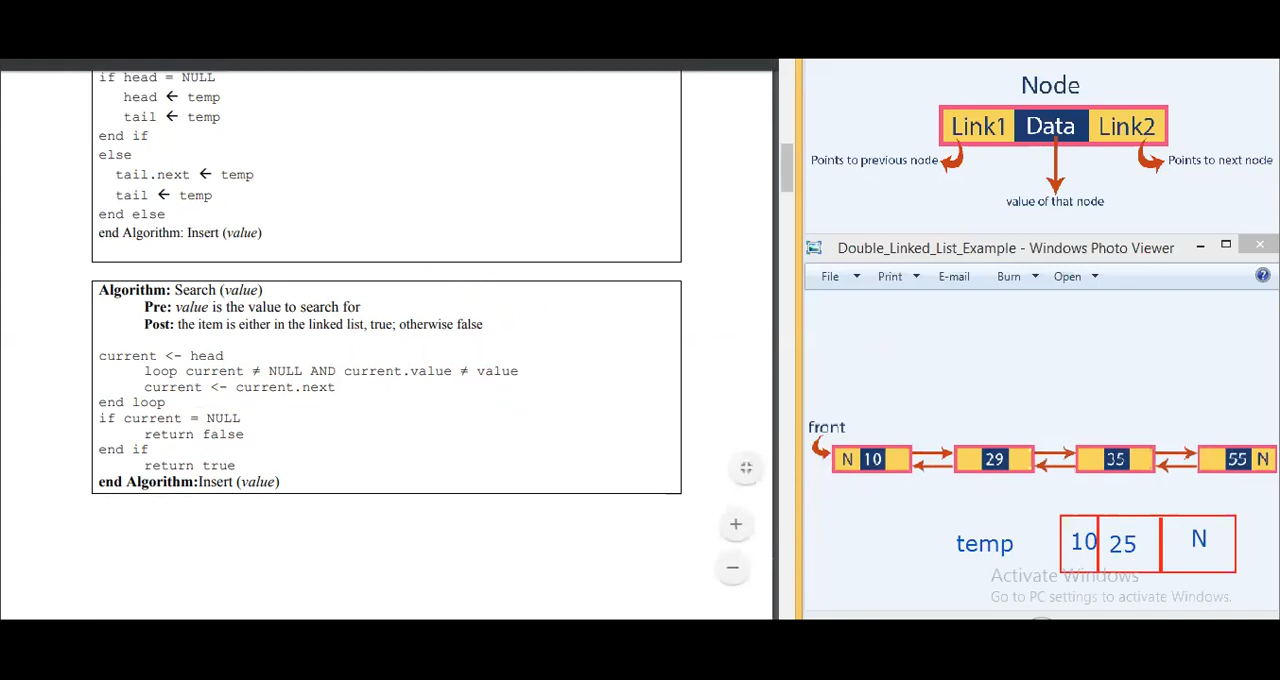 if head = NULL
head ← temp
tail ← temp
end if
else
tail.next ← temp
tail ← temp
end else
end Algorithm: Insert (value)
Algorithm: Search (value)
Pre: value is the value to search for
Post: the item is either in the linked list, true; otherwise false
current <- head
loop current ≠ NULL AND current.value ≠ value
current <- current.next
end loop
if current = NULL
return false
end if
return true
end Algorithm:Insert (value)
Node
Link1 Data Link2
Points to previous node
Points to next node
value of that node
Double_Linked_List_Example - Windows Photo Viewer
File Print E-mail Burn Open
front
N 10 29 35 55 N
temp 10 25 N
Activate Windows
Go to PC settings to activate Windows.